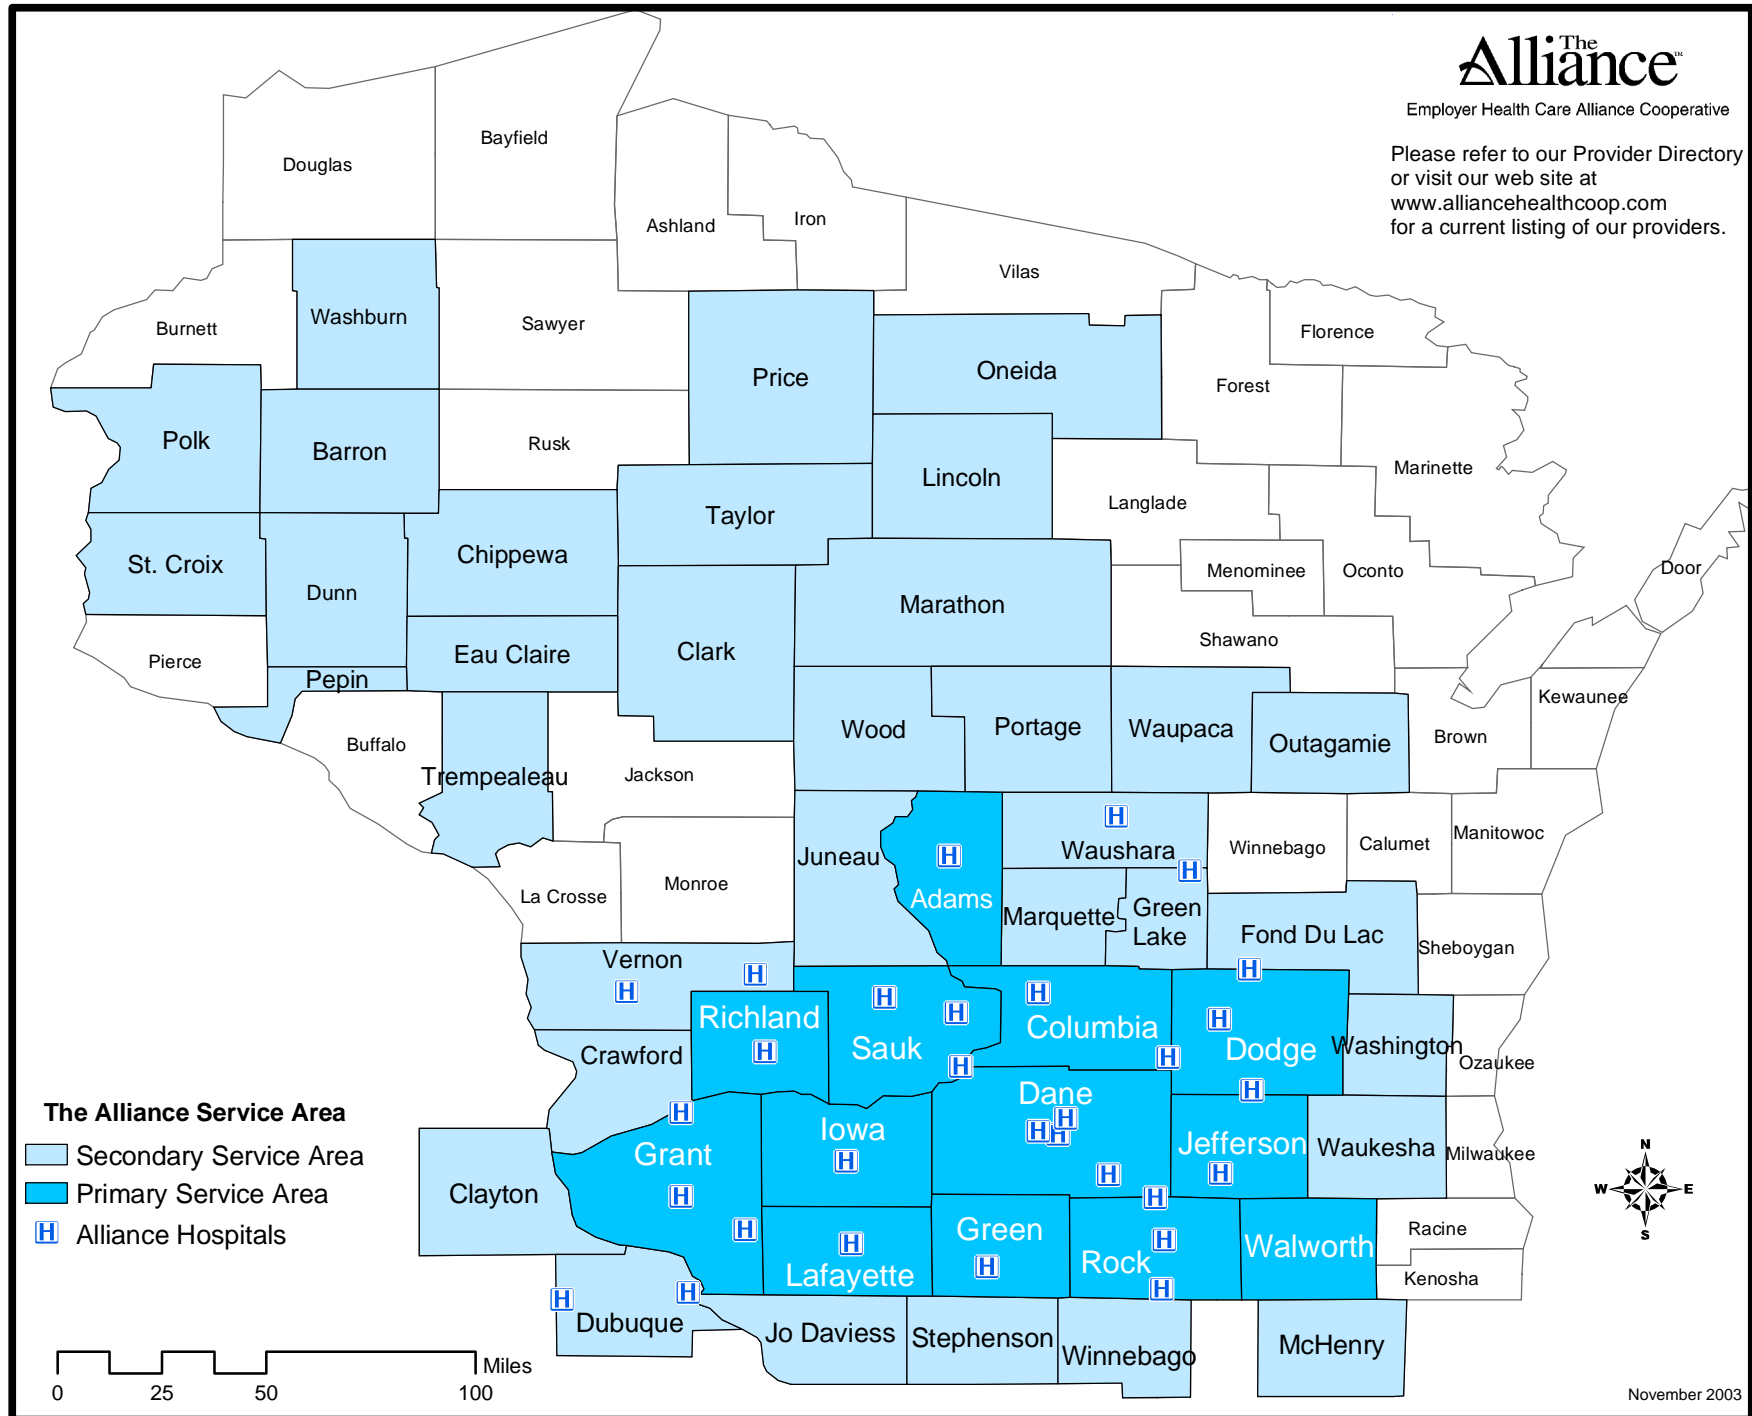 The
Alliance™
Employer Health Care Alliance Cooperative
Please refer to our Provider Directory
or visit our web site at
www.alliancehealthcoop.com
for a current listing of our providers.
Bayfield
Douglas
Ashland
Iron
Vilas
Washburn
Burnett
Sawyer
Florence
Price
Oneida
Forest
Polk
Barron
Rusk
Marinette
Lincoln
Langlade
Taylor
Chippewa
St. Croix
Dunn
Menominee
Oconto
Door
Marathon
Shawano
Pierce
Eau Claire
Clark
Pepin
Kewaunee
Wood
Portage
Waupaca
Outagamie
Brown
Buffalo
Trempealeau
Jackson
Manitowoc
H
Juneau
H
Waushara
Winnebago
Calumet
H
Monroe
La Crosse
Adams
Marquette
Green
Lake
Fond Du Lac
Sheboygan
Vernon
H
H
H
H
H
H
H
H
Richland
Columbia
Sauk
Dodge
Washington
H
H
Crawford
Ozaukee
H
H
Dane
The Alliance Service Area
H
H
H
H
Iowa
Grant
Jefferson
Waukesha
Milwaukee
Secondary Service Area
H
H
H
Primary Service Area
Clayton
H
H
N
W
E
S
H
Alliance Hospitals
H
H
Green
H
Rock
Walworth
Racine
Lafayette
H
Kenosha
H
H
H
Dubuque
Jo Daviess
Stephenson
Winnebago
McHenry
Miles
0
25
50
100
November 2003